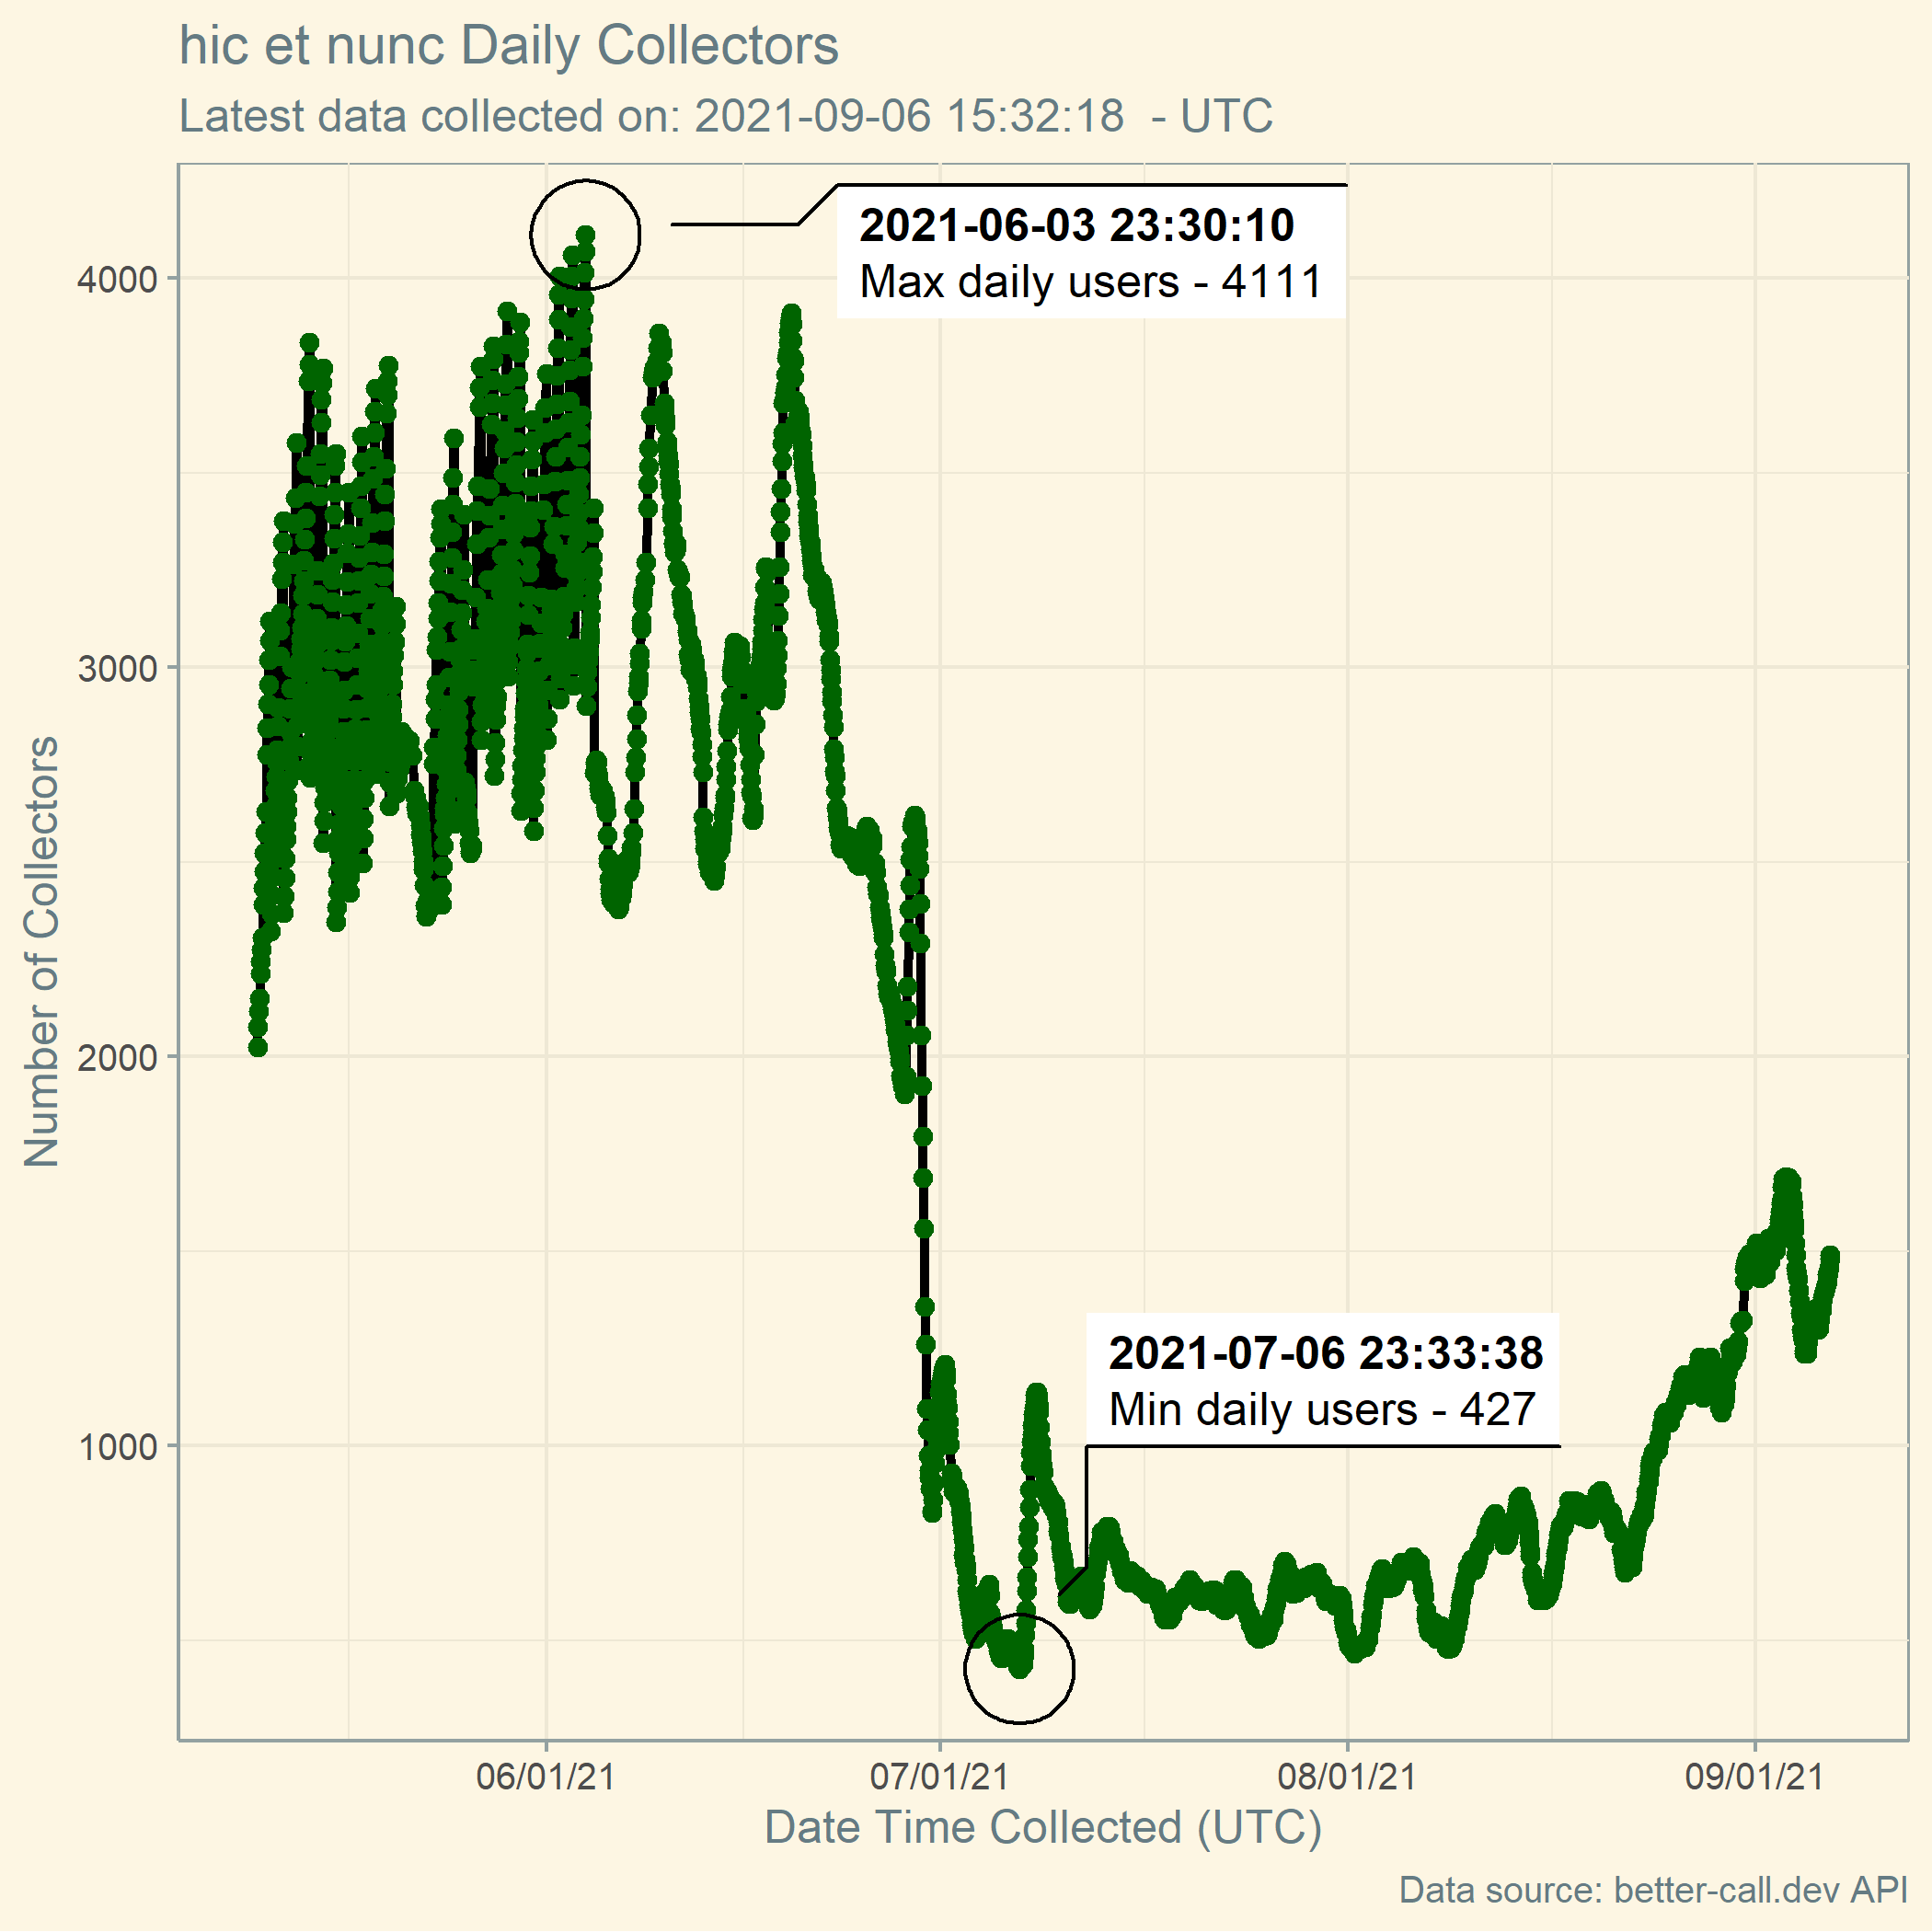 hic et nunc Daily Collectors
Latest data collected on: 2021-09-06 15:32:18  - UTC
2021-06-03 23:30:10
Max daily users - 4111
4000
3000
2000
1000
Number of Collectors
2021-07-06 23:33:38
Min daily users - 427
06/01/21
07/01/21
08/01/21
09/01/21
Date Time Collected (UTC)
Data source: better-call.dev API